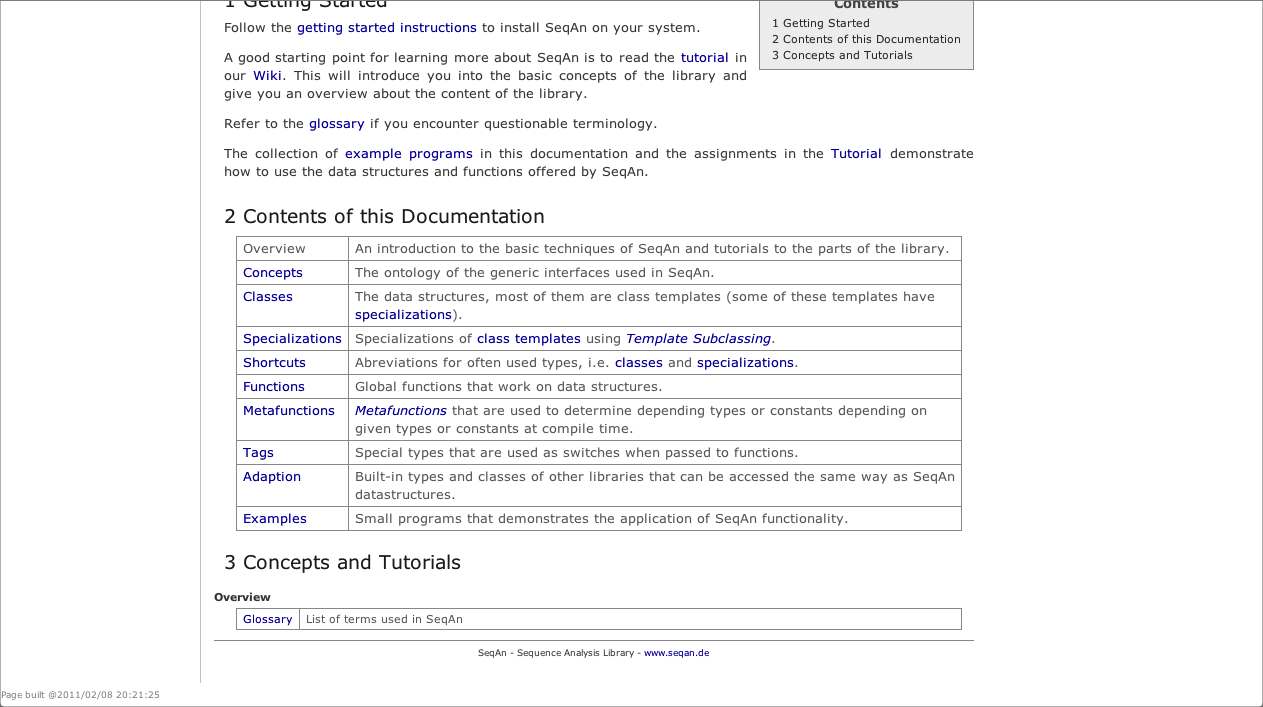 1 Getting Started
Contents
1 Getting Started
2 Contents of this Documentation
3 Concepts and Tutorials
Follow the getting started instructions to install SeqAn on your system.
A good starting point for learning more about SeqAn is to read the tutorial in
our Wiki. This will introduce you into the basic concepts of the library and
give you an overview about the content of the library.
Refer to the glossary if you encounter questionable terminology.
The collection of example programs in this documentation and the assignments in the Tutorial demonstrate
how to use the data structures and functions offered by SeqAn.
2 Contents of this Documentation
Overview An introduction to the basic techniques of SeqAn and tutorials to the parts of the library.
Concepts The ontology of the generic interfaces used in SeqAn.
Classes The data structures, most of them are class templates (some of these templates have
specializations).
Specializations Specializations of class templates using Template Subclassing.
Shortcuts Abreviations for often used types, i.e. classes and specializations.
Functions Global functions that work on data structures.
Metafunctions Metafunctions that are used to determine depending types or constants depending on
given types or constants at compile time.
Tags Special types that are used as switches when passed to functions.
Adaption Built-in types and classes of other libraries that can be accessed the same way as SeqAn
datastructures.
Examples Small programs that demonstrates the application of SeqAn functionality.
3 Concepts and Tutorials
Overview
Glossary List of terms used in SeqAn
SeqAn - Sequence Analysis Library - www.seqan.de
Page built @2011/02/08 20:21:25